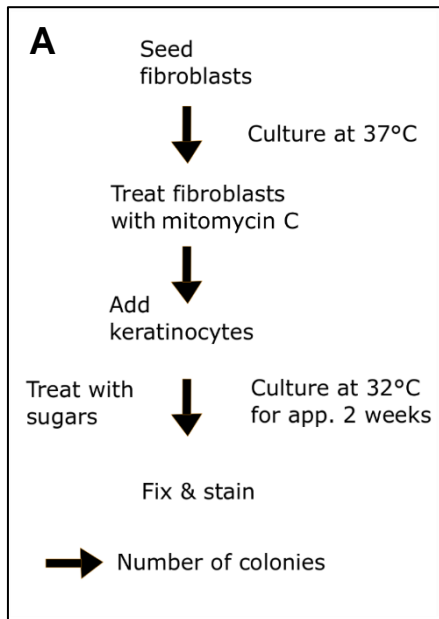 A
Seed
fibroblasts
Culture at 37°C
Treat fibroblasts
with mitomycin C
Add
keratinocytes
Treat with
sugars
Culture at 32°C
for app. 2 weeks
Fix & stain
Number of colonies